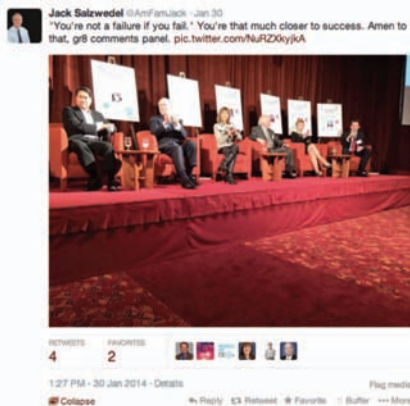 Jack Salzwedel @AmFamJack · Jan 30
"You're not a failure if you fail." You're that much closer to success. Amen to
that, gr8 comments panel. pic.twitter.com/NuRZXkyjkA
RETWEETS FAVORITES
4 2
1:27 PM - 30 Jan 2014 · Details Flag media
Collapse Reply Retweet Favorite Buffer More